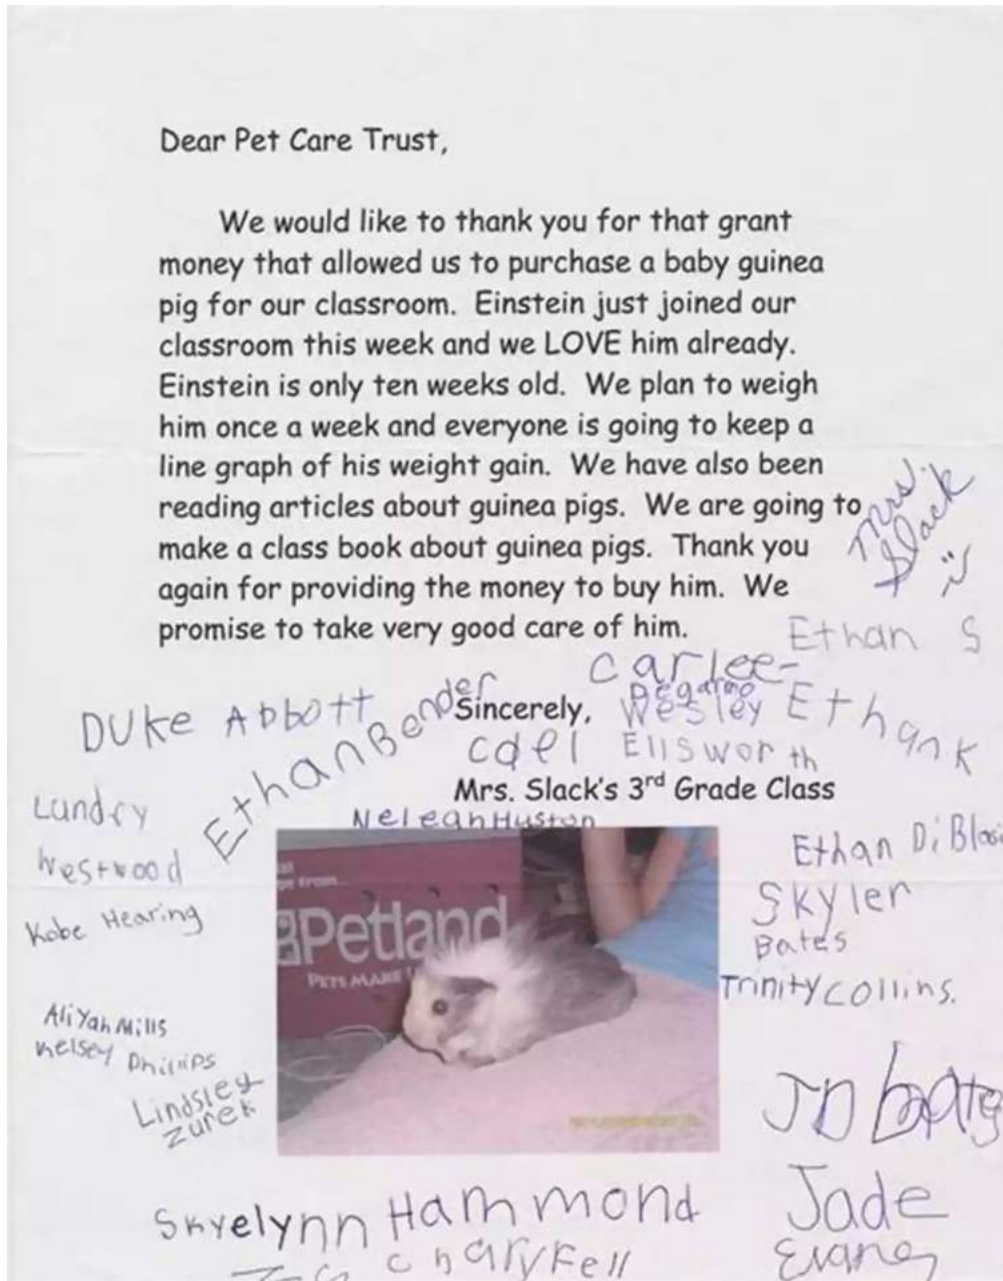 Dear Pet Care Trust,
We would like to thank you for that grant
money that allowed us to purchase a baby guinea
pig for our classroom. Einstein just joined our
classroom this week and we LOVE him already.
Einstein is only ten weeks old. We plan to weigh
him once a week and everyone is going to keep a
line graph of his weight gain. We have also been
reading articles about guinea pigs. We are going to
make a class book about guinea pigs. Thank you
again for providing the money to buy him. We
promise to take very good care of him.
Mrs.
Slack
Ethan S
Carlee
Duke Abbott
Ethan Bender
Sincerely,
Wesley
Ellsworth
Ethan K
Mrs. Slack's 3rd Grade Class
Landry
Westwood
NeLeah Huston
Ethan DiBlas
Kobe Hearing
Skyler
Bates
Petland
Trinity Collins.
Aliyah Mills
Kelsey Phillips
Lindsley
Zurek
JD bates
Skyelynn Hammond
Jade
Evans